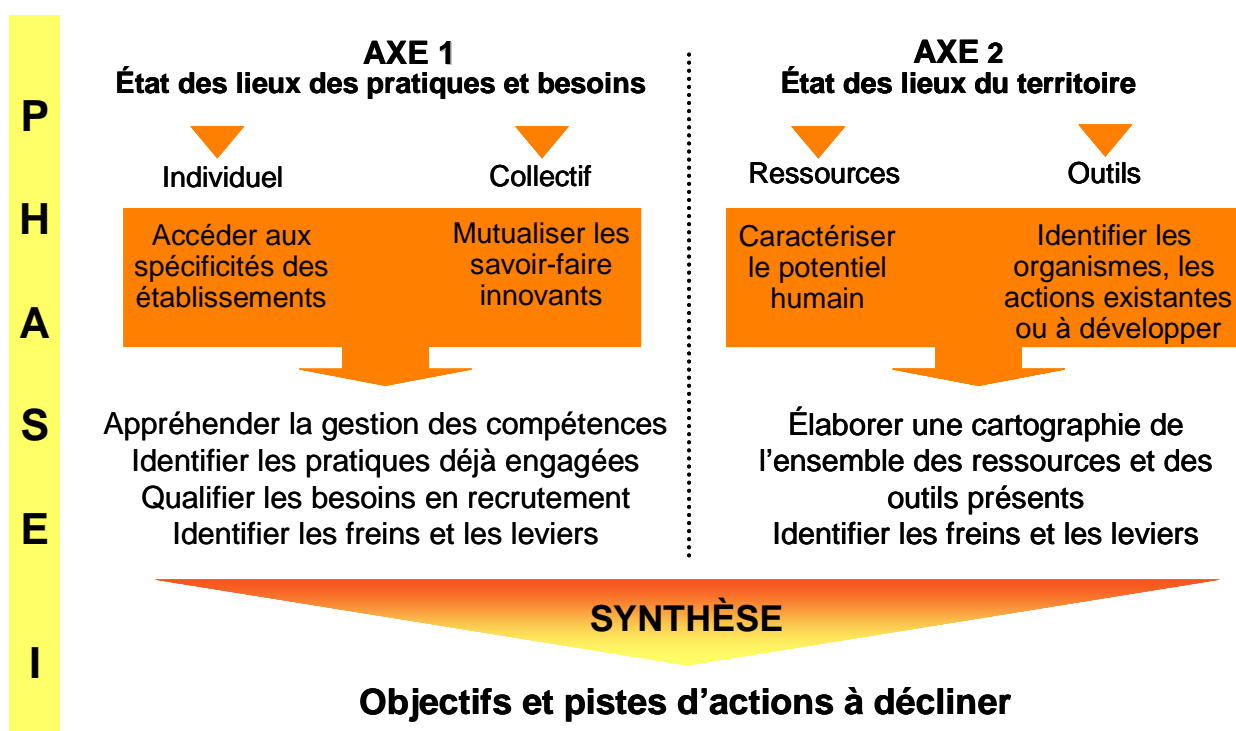 PHASE I
AXE 1
État des lieux des pratiques et besoins
Individuel
Collectif
Accéder aux
spécificités des
établissements
Mutualiser les
savoir-faire
innovants
Appréhender la gestion des compétences
Identifier les pratiques déjà engagées
Qualifier les besoins en recrutement
Identifier les freins et les leviers
AXE 2
État des lieux du territoire
Ressources
Outils
Caractériser
le potentiel
humain
Identifier les
organismes, les
actions existantes
ou à développer
Élaborer une cartographie de
l’ensemble des ressources et des
outils présents
Identifier les freins et les leviers
SYNTHÈSE
Objectifs et pistes d’actions à décliner